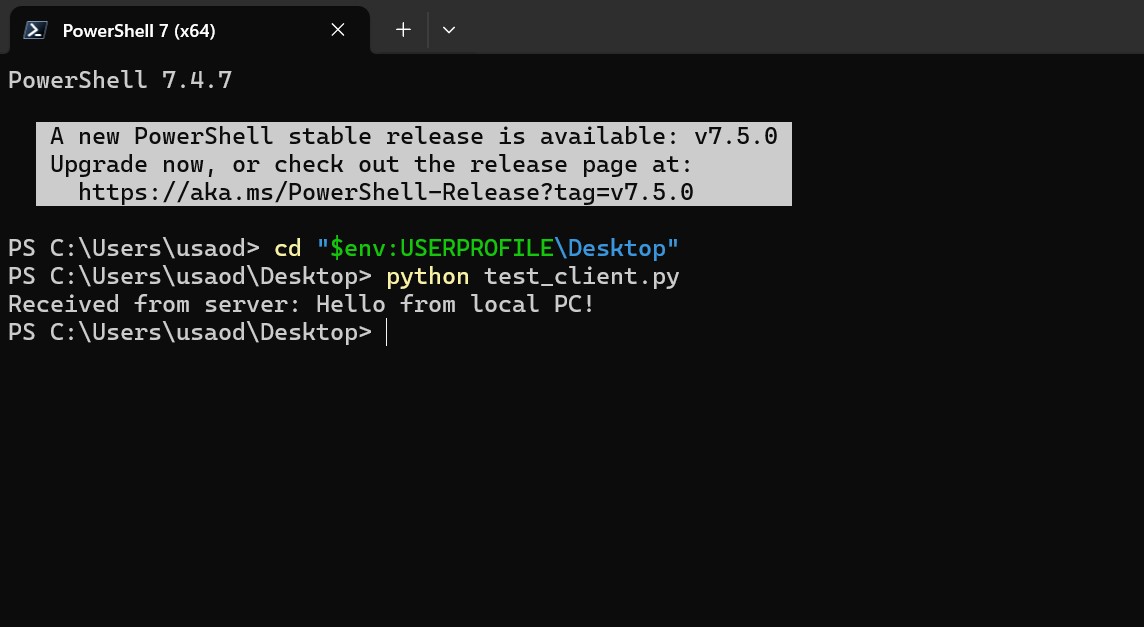 PowerShell 7 (x64)
PowerShell 7.4.7
A new PowerShell stable release is available: v7.5.0
Upgrade now, or check out the release page at:
https://aka.ms/PowerShell-Release?tag=v7.5.0
PS C:\Users\usaod> cd "$env:USERPROFILE\Desktop"
PS C:\Users\usaod\Desktop> python test_client.py
Received from server: Hello from local PC!
PS C:\Users\usaod\Desktop>